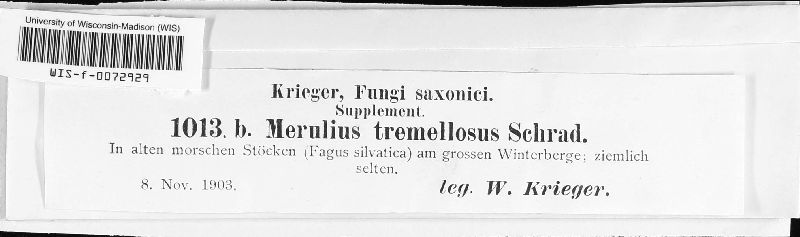 University of Wisconsin-Madison (WIS)
WIS-f-0072929
Krieger, Fungi saxonici.
Supplement.
1013. b. Merulius tremellosus Schrad.
In alten morschen Stöcken (Fagus silvatica) am grossen Winterberge; ziemlich
selten.
8. Nov. 1903.
leg. W. Krieger.